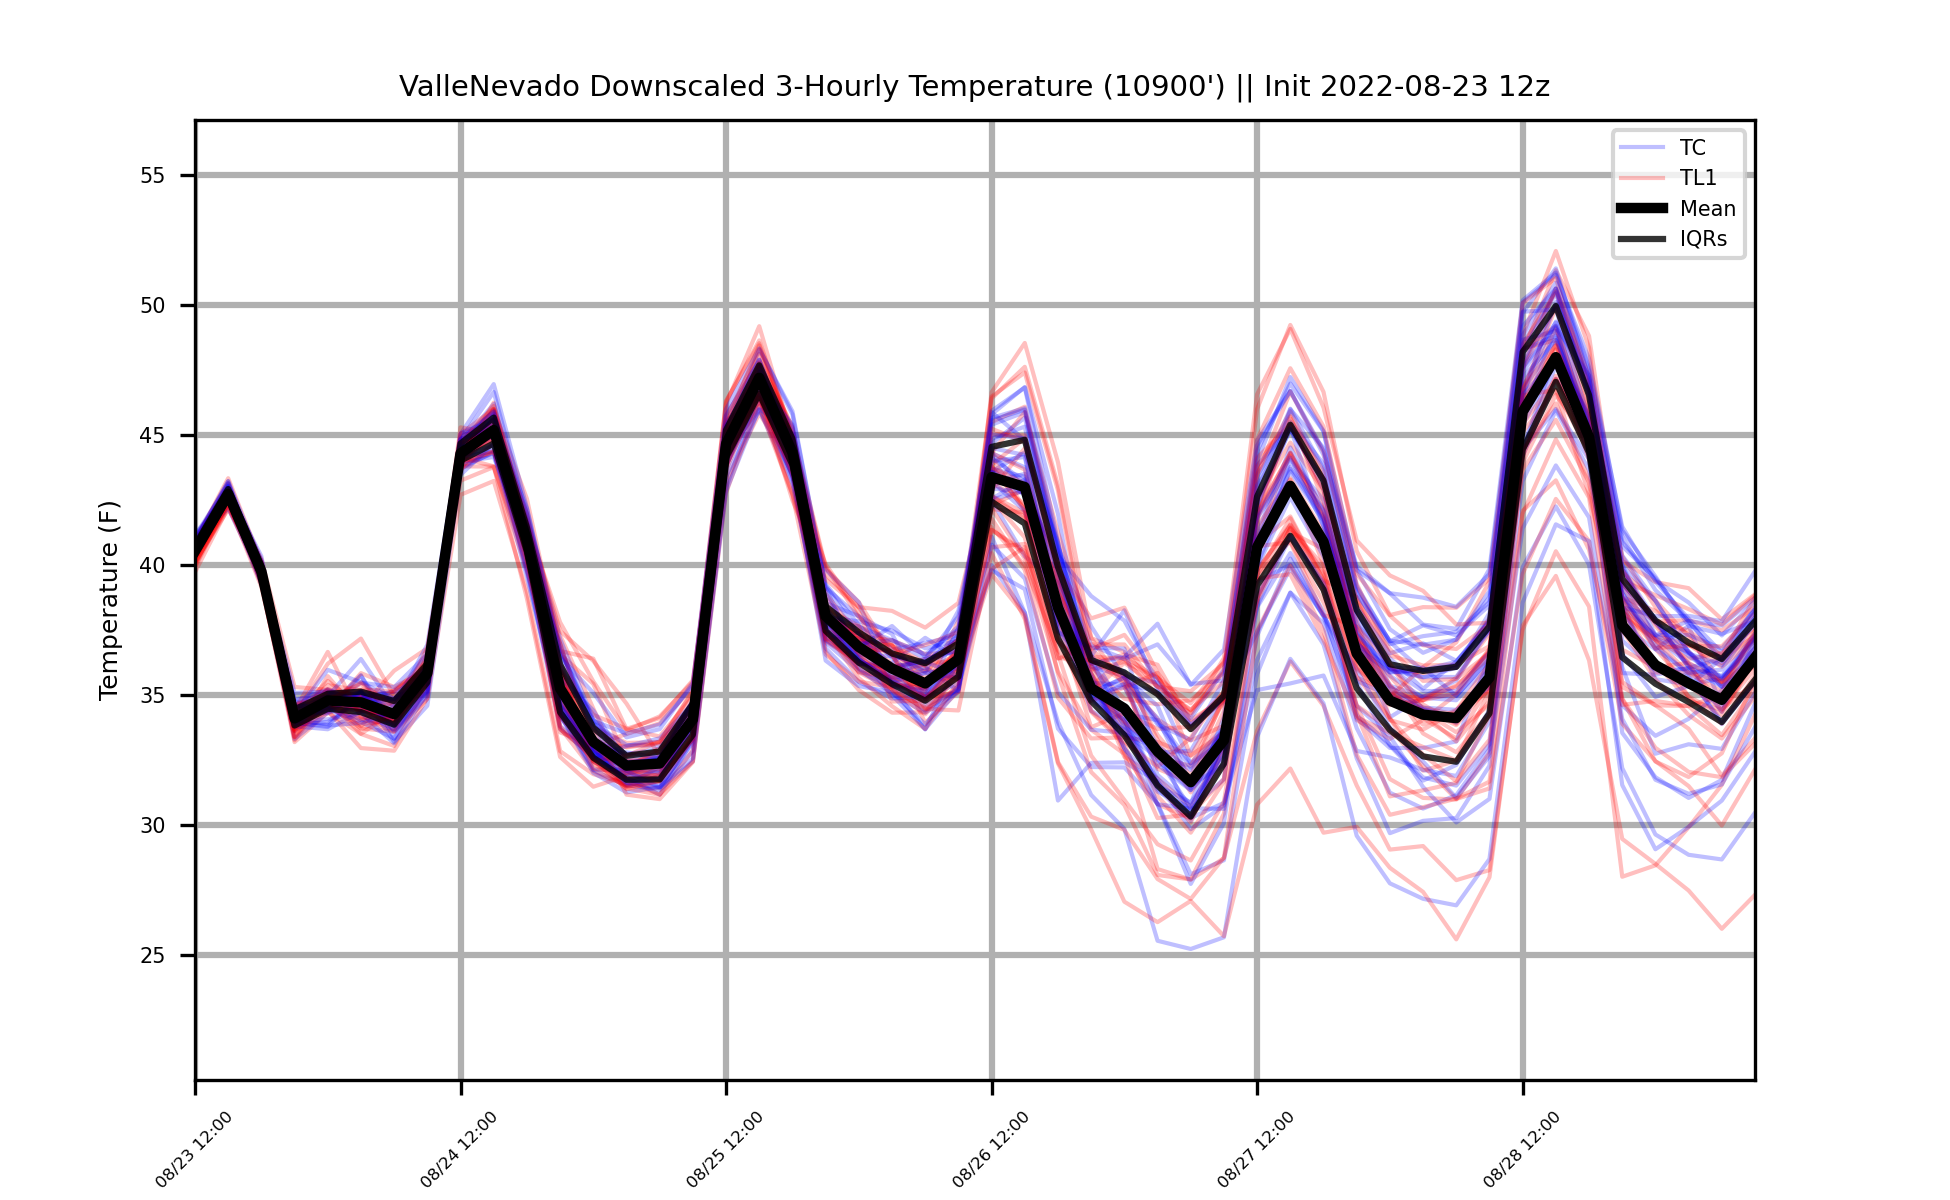 ValleNevado Downscaled 3-Hourly Temperature (10900') || Init 2022-08-23 12z
TC
TL1
Mean
IQRs
Temperature (F)
55
50
45
40
35
30
25
08/23 12:00
08/24 12:00
08/25 12:00
08/26 12:00
08/27 12:00
08/28 12:00